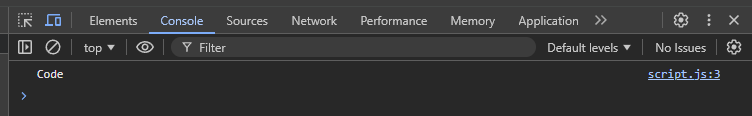 Elements Console Sources Network Performance Memory Application
top Filter Default levels No Issues
Code script.js:3